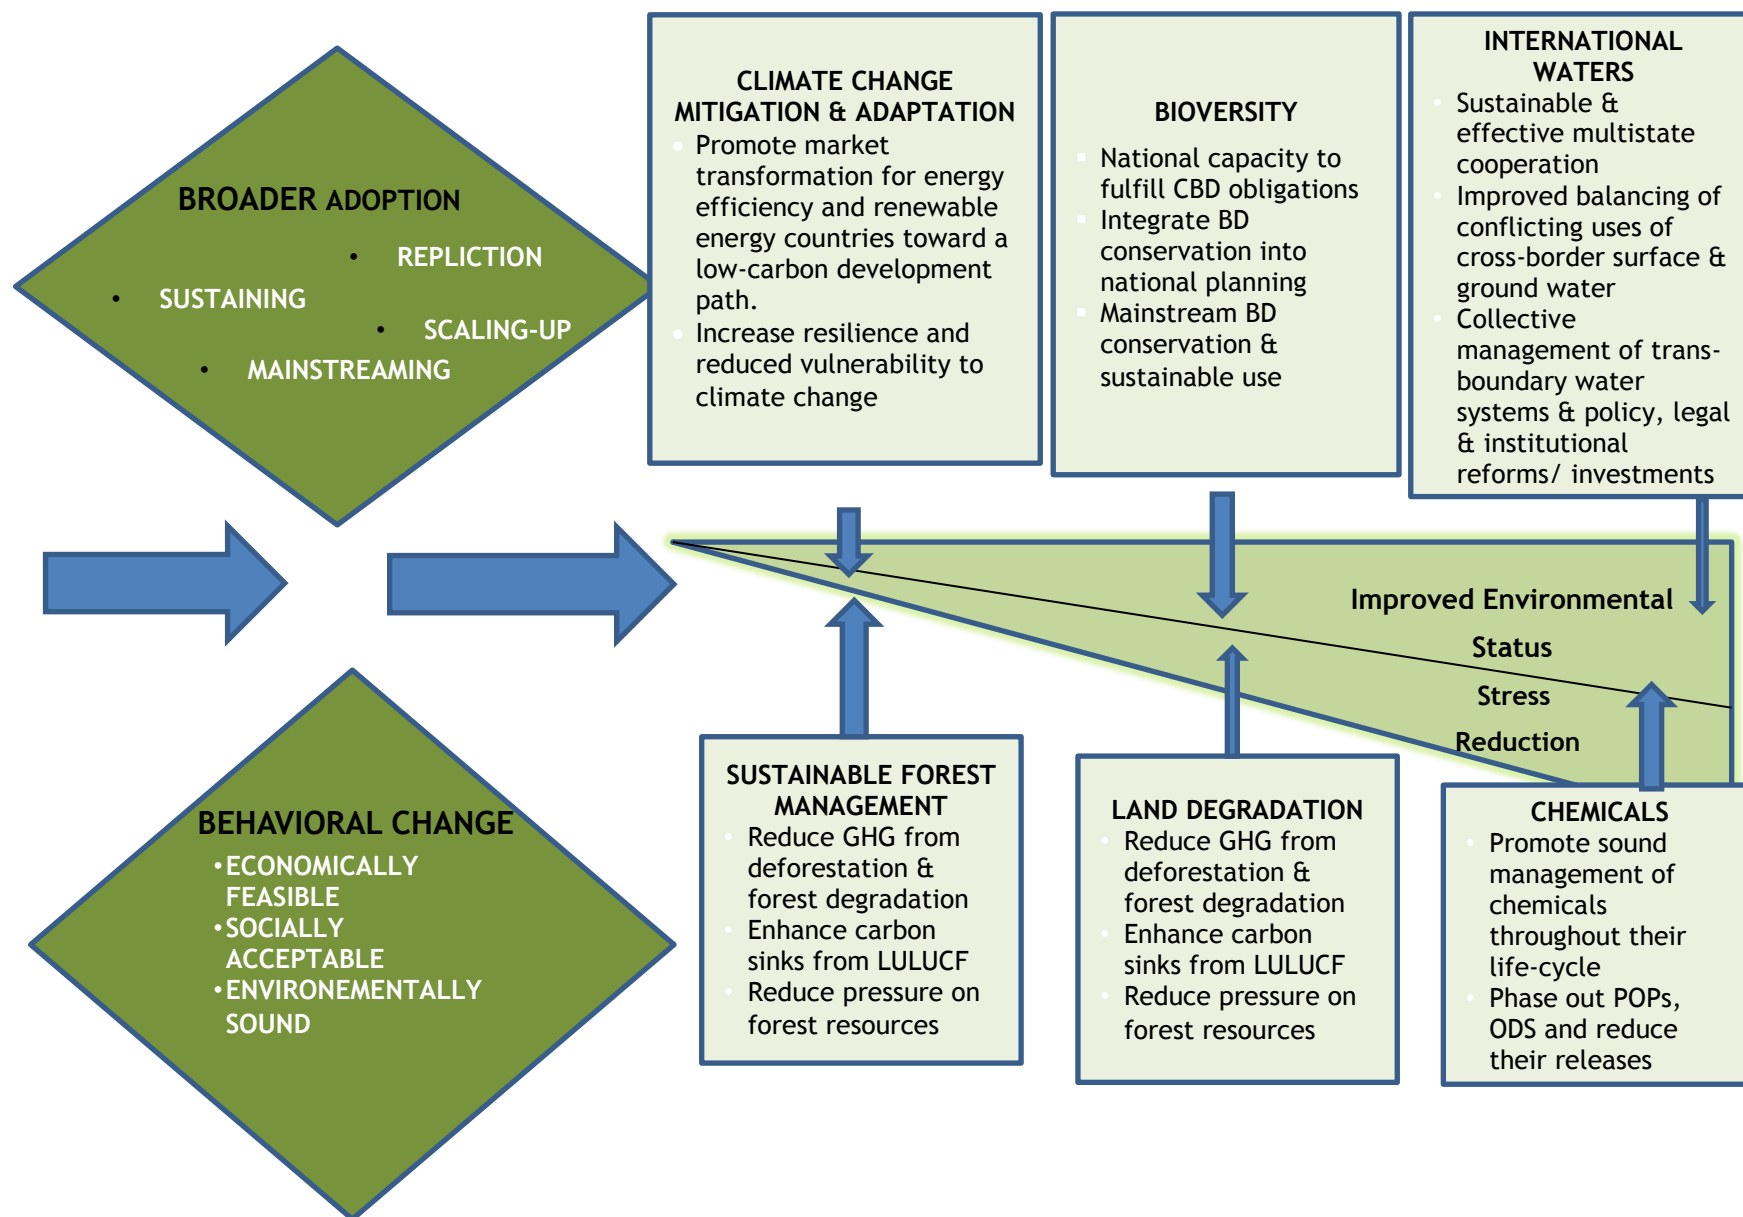 BROADER ADOPTION
• REPLICTION
• SUSTAINING
• SCALING-UP
• MAINSTREAMING
CLIMATE CHANGE
MITIGATION & ADAPTATION
• Promote market
transformation for energy
efficiency and renewable
energy countries toward a
low-carbon development
path.
• Increase resilience and
reduced vulnerability to
climate change
BIOVERSITY
▪ National capacity to
fulfill CBD obligations
▪ Integrate BD
conservation into
national planning
▪ Mainstream BD
conservation &
sustainable use
INTERNATIONAL
WATERS
• Sustainable &
effective multistate
cooperation
• Improved balancing of
conflicting uses of
cross-border surface &
ground water
• Collective
management of trans-
boundary water
systems & policy, legal
& institutional
reforms/ investments
Improved Environmental
Status
Stress
Reduction
BEHAVIORAL CHANGE
• ECONOMICALLY
FEASIBLE
• SOCIALLY
ACCEPTABLE
• ENVIRONEMENTALLY
SOUND
SUSTAINABLE FOREST
MANAGEMENT
• Reduce GHG from
deforestation &
forest degradation
• Enhance carbon
sinks from LULUCF
• Reduce pressure on
forest resources
LAND DEGRADATION
• Reduce GHG from
deforestation &
forest degradation
• Enhance carbon
sinks from LULUCF
• Reduce pressure on
forest resources
CHEMICALS
• Promote sound
management of
chemicals
throughout their
life-cycle
• Phase out POPs,
ODS and reduce
their releases